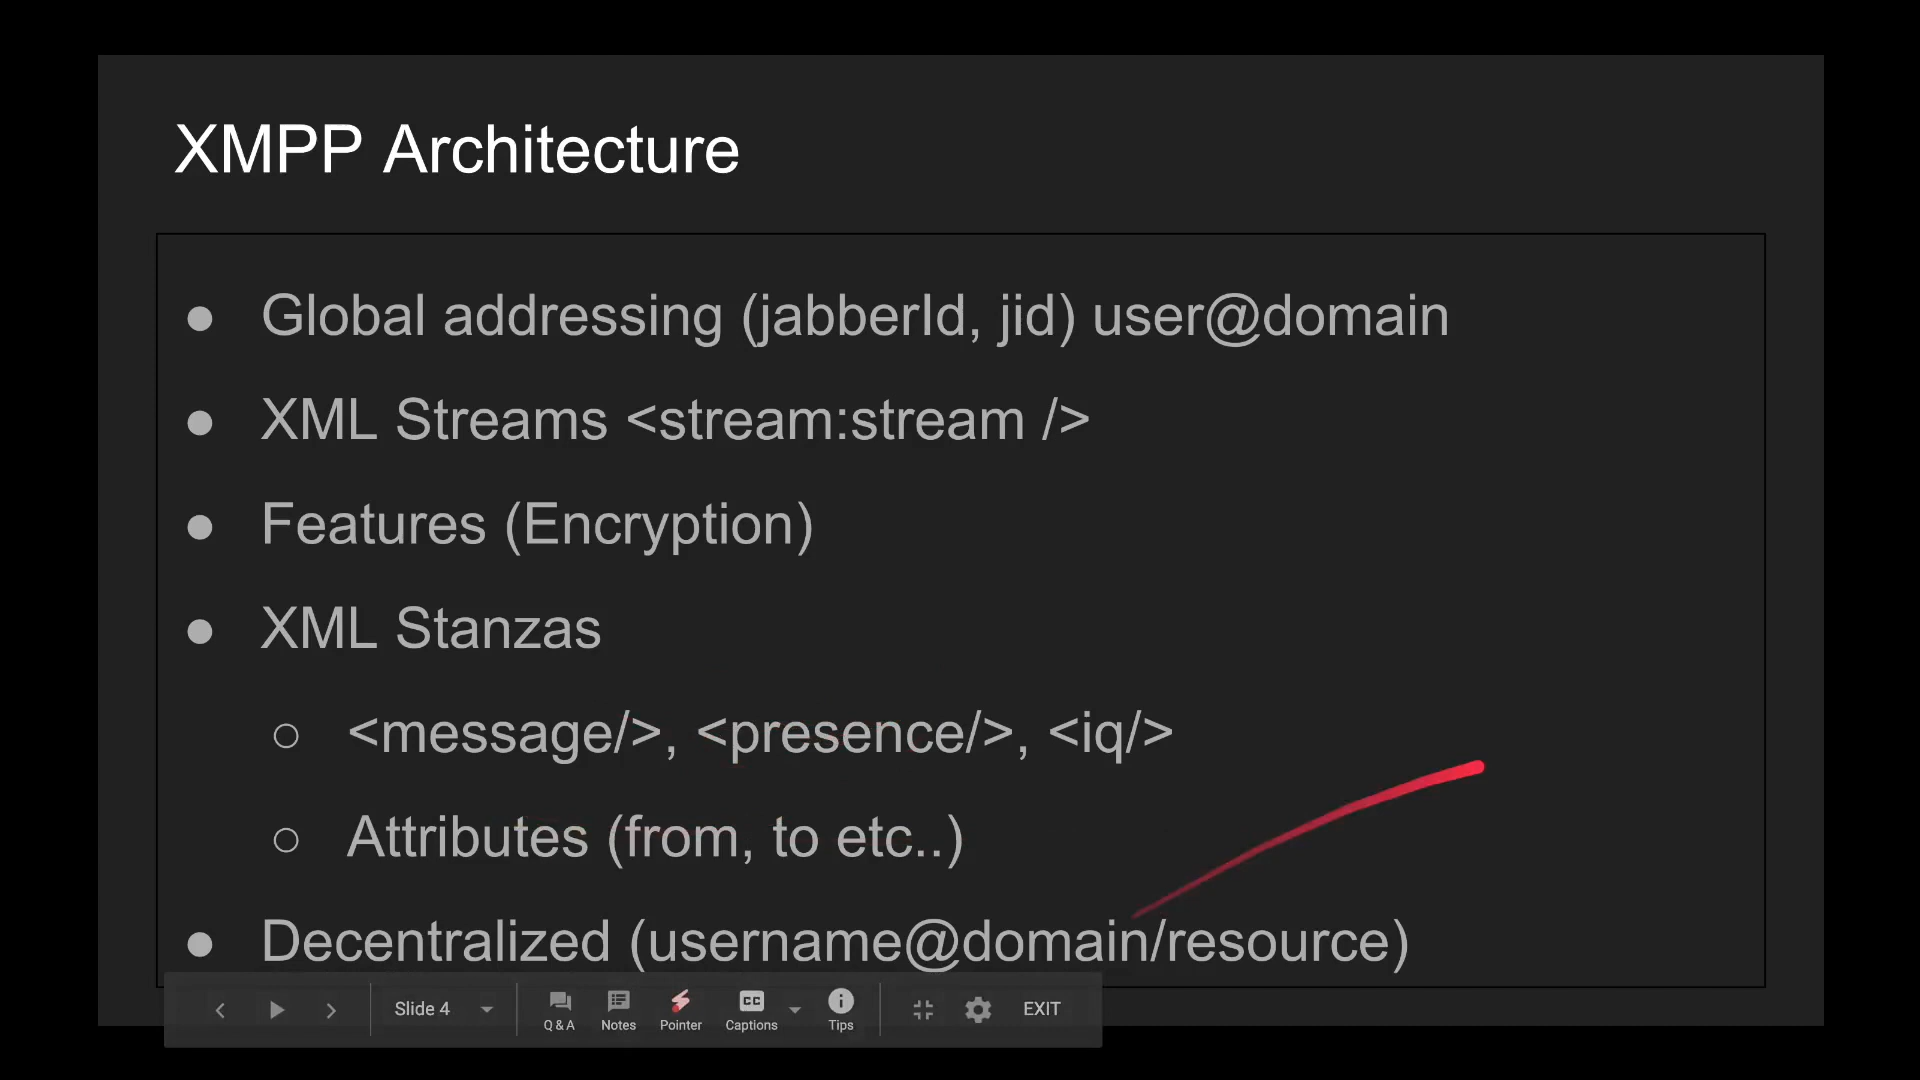 XMPP Architecture
● Global addressing (jabberId, jid) user@domain
● XML Streams <stream:stream />
● Features (Encryption)
● XML Stanzas
○ <message/>, <presence/>, <iq/>
○ Attributes (from, to etc..)
● Decentralized (username@domain/resource)
Slide 4
Q & A
Notes
Pointer
CC
Captions
Tips
EXIT